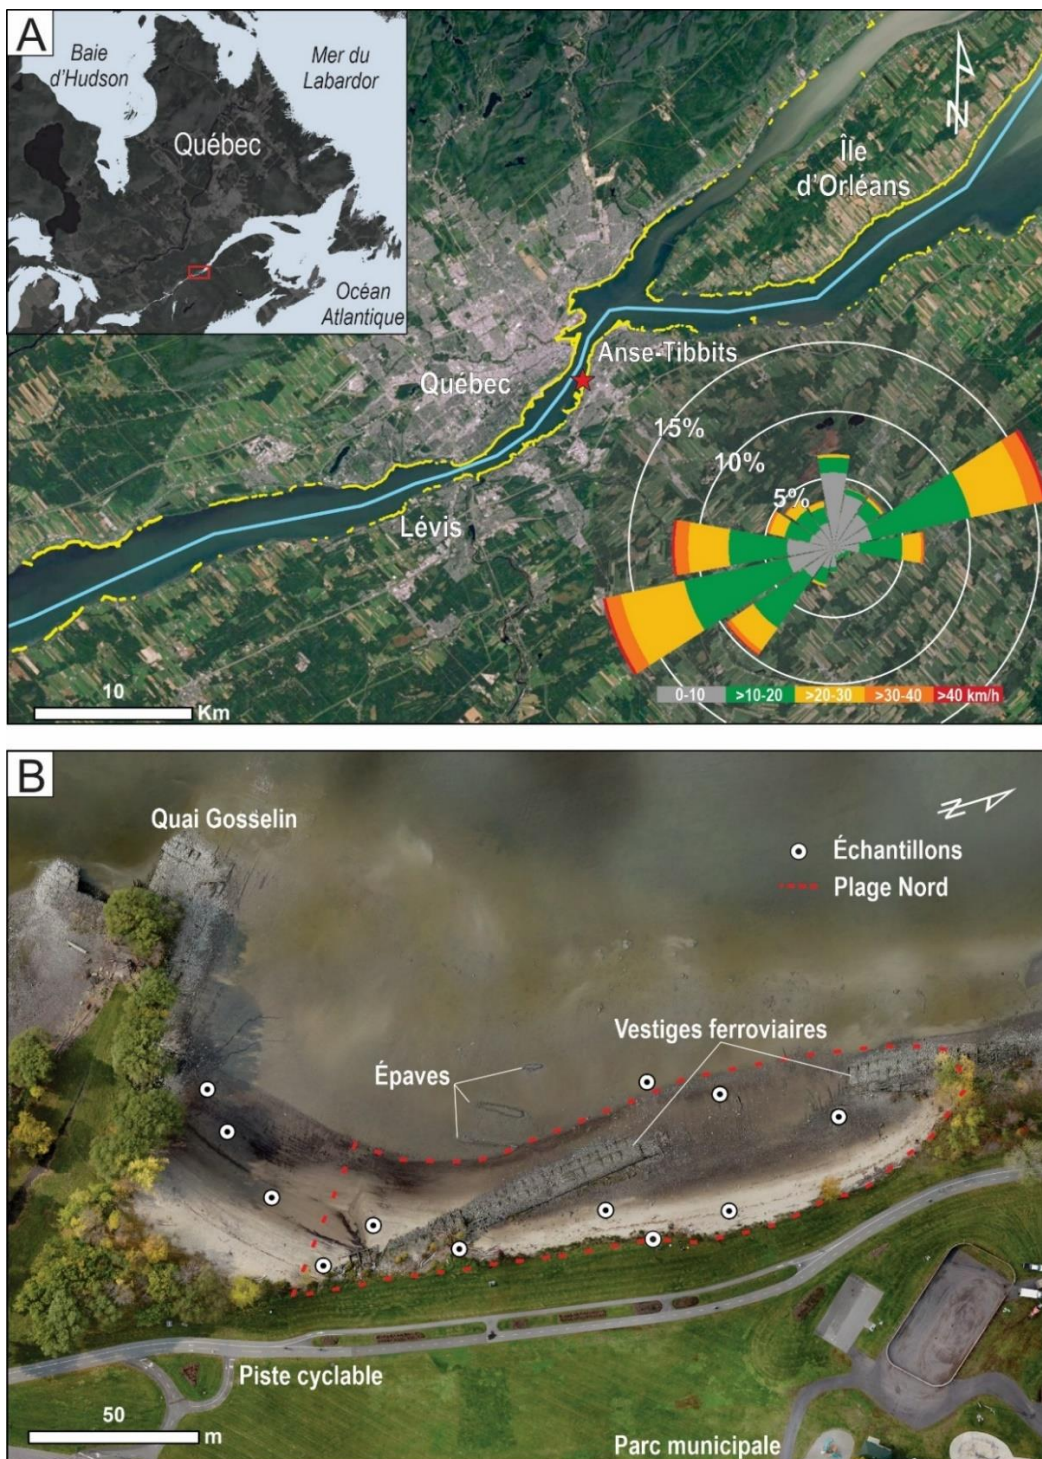 A
Baie
d'Hudson
Mer du
Labardor
Québec
Océan
Atlantique
N
Île
d'Orléans
Anse-Tibbits
Québec
Lévis
15%
10%
5%
10
Km
0-10 >10-20 >20-30 >30-40 >40 km/h
B
Quai Gosselin
N
Échantillons
Plage Nord
Vestiges ferroviaires
Épaves
Piste cyclable
50
m
Parc municipale